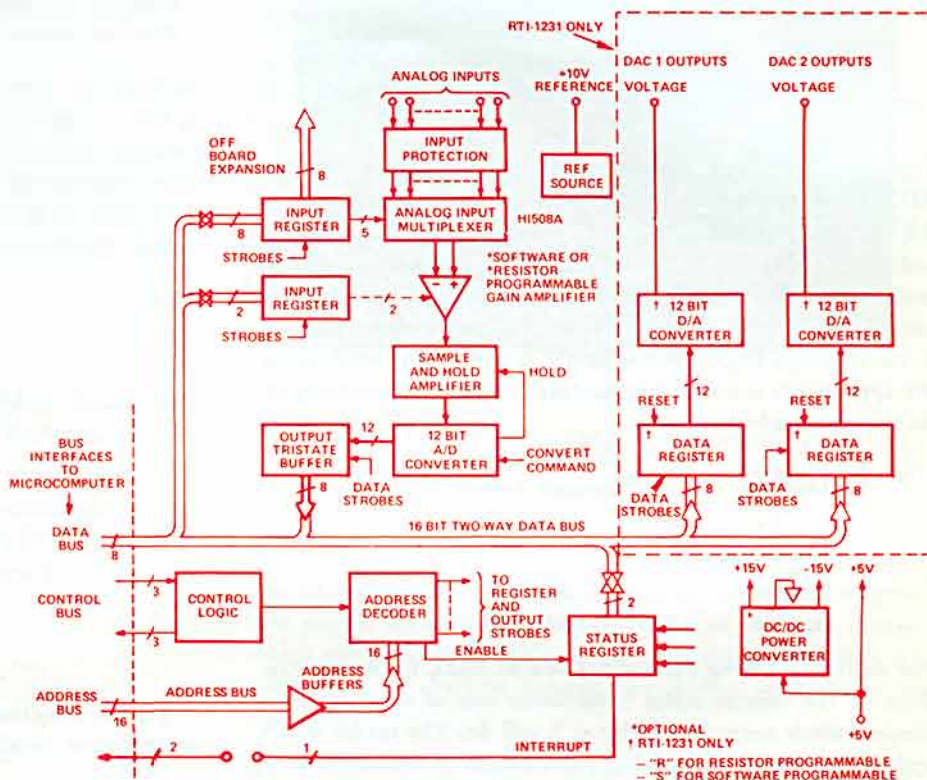 RTI-1231 ONLY
DAC 1 OUTPUTS
VOLTAGE
DAC 2 OUTPUTS
VOLTAGE
ANALOG INPUTS
*10V
REFERENCE
REF
SOURCE
OFF
BOARD
EXPANSION
8
INPUT
PROTECTION
INPUT
REGISTER
8
5
STROBES
ANALOG INPUT
MULTIPLEXER
HI508A
*SOFTWARE OR
*RESISTOR
PROGRAMMABLE
GAIN AMPLIFIER
− +
INPUT
REGISTER
2
2
STROBES
† 12 BIT
D/A
CONVERTER
† 12 BIT
D/A
CONVERTER
SAMPLE
AND HOLD
AMPLIFIER
HOLD
12
12
RESET
RESET
OUTPUT
TRISTATE
BUFFER
12
12 BIT
A/D
CONVERTER
CONVERT
COMMAND
DATA
STROBES
8
† DATA
REGISTER
DATA
STROBES
8
† DATA
REGISTER
DATA
STROBES
8
BUS
INTERFACES
TO
MICROCOMPUTER
DATA
BUS
8
16 BIT TWO-WAY DATA BUS
CONTROL
BUS
3
3
CONTROL
LOGIC
ADDRESS
DECODER
TO
REGISTER
AND
OUTPUT
STROBES
ENABLE
2
STATUS
REGISTER
+15V
-15V
+5V
† DC/DC
POWER
CONVERTER
+5V
16
ADDRESS
BUS
16
ADDRESS BUS
ADDRESS
BUFFERS
2
1
INTERRUPT
*OPTIONAL
† RTI-1231 ONLY
– "R" FOR RESISTOR PROGRAMMABLE
– "S" FOR SOFTWARE PROGRAMMABLE